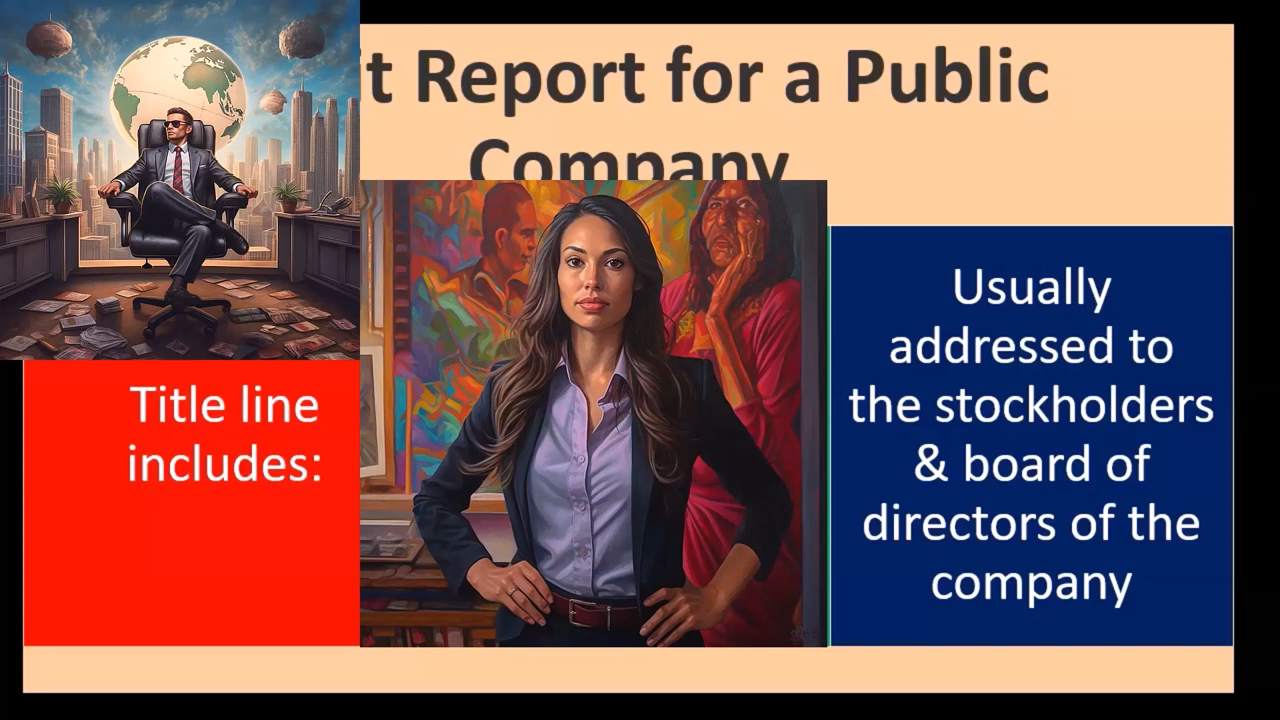 t Report for a Public
Company
Title line
includes:
Usually
addressed to
the stockholders
& board of
directors of the
company